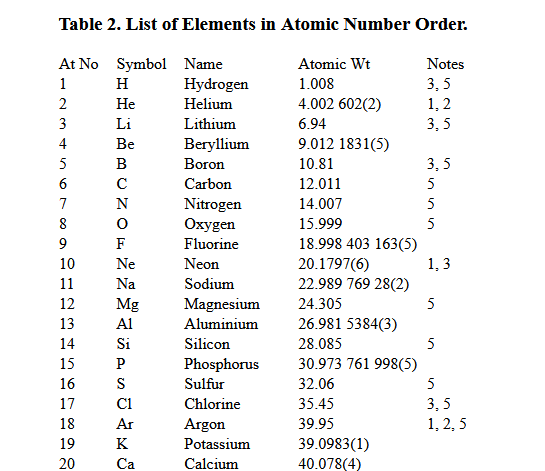 Table 2. List of Elements in Atomic Number Order.
At No Symbol Name Atomic Wt Notes
1 H Hydrogen 1.008 3, 5
2 He Helium 4.002 602(2) 1, 2
3 Li Lithium 6.94 3, 5
4 Be Beryllium 9.012 1831(5)
5 B Boron 10.81 3, 5
6 C Carbon 12.011 5
7 N Nitrogen 14.007 5
8 O Oxygen 15.999 5
9 F Fluorine 18.998 403 163(5)
10 Ne Neon 20.1797(6) 1, 3
11 Na Sodium 22.989 769 28(2)
12 Mg Magnesium 24.305 5
13 Al Aluminium 26.981 5384(3)
14 Si Silicon 28.085 5
15 P Phosphorus 30.973 761 998(5)
16 S Sulfur 32.06 5
17 Cl Chlorine 35.45 3, 5
18 Ar Argon 39.95 1, 2, 5
19 K Potassium 39.0983(1)
20 Ca Calcium 40.078(4)